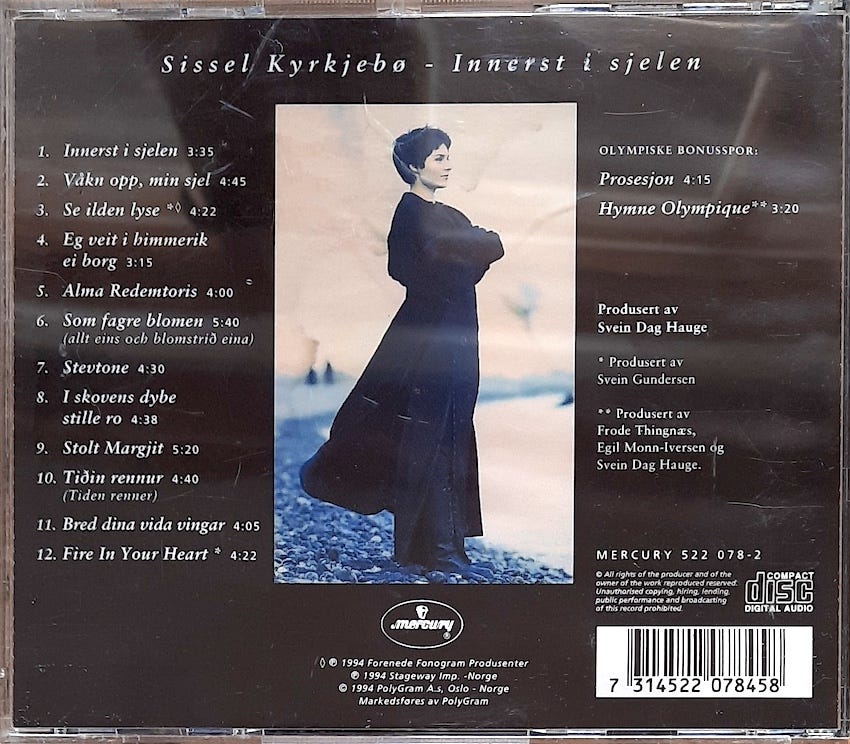 Sissel Kyrkjebø - Innerst i sjelen
1. Innerst i sjelen 3:35
2. Våkn opp, min sjel 4:45
3. Se ilden lyse *◊ 4:22
4. Eg veit i himmerik
ei borg 3:15
5. Alma Redemtoris 4:00
6. Som fagre blomen 5:40
(allt eins och blomstrið eina)
7. Stevtone 4:30
8. I skovens dybe
stille ro 4:38
9. Stolt Margjit 5:20
10. Tiðin rennur 4:40
(Tiden renner)
11. Bred dina vida vingar 4:05
12. Fire In Your Heart * 4:22
OLYMPISKE BONUSSPOR:
Prosesjon 4:15
Hymne Olympique** 3:20
Produsert av
Svein Dag Hauge
* Produsert av
Svein Gundersen
** Produsert av
Frode Thingnæs,
Egil Monn-Iversen og
Svein Dag Hauge.
MERCURY 522 078-2
© All rights of the producer and of the
owner of the work reproduced reserved.
Unauthorised copying, hiring, lending,
public performance and broadcasting
of this record prohibited.
COMPACT
disc
DIGITAL AUDIO
7 314522 078458
mercury ®
◊ ℗ 1994 Forenede Fonogram Produsenter
℗ 1994 Stageway Imp. -Norge
© 1994 PolyGram A.s, Oslo - Norge
Markedsføres av PolyGram